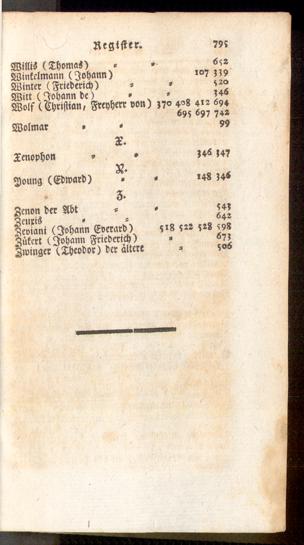 Register. 795
Willis (Thomas) = = 652
Winkelmann (Johann) 107 339
Winter (Friederich) = = 520
Witt (Johann de) = = 346
Wolf (Christian, Freyherr von) 370 408 412 694
695 697 742
Wolmar = = 99
X.
Xenophon = = 346 347
Y.
Young (Edward) = = 148 346
Z.
Zenon der Abt = = 543
Zeuxis = = 642
Zeviani (Johann Everard) 518 522 528 598
Zükert (Johann Friederich) = 673
Zwinger (Theodor) der ältere = 506